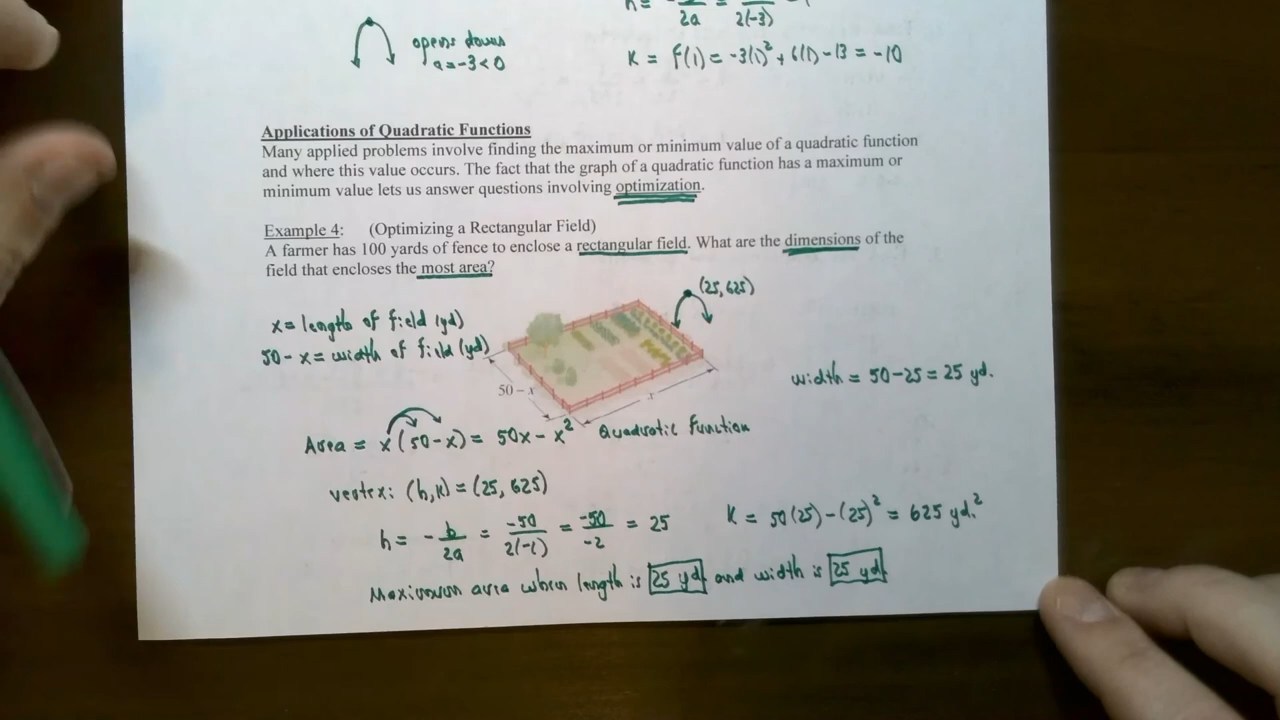 2a 2(-3)
opens down
a=-3<0
K = f(1) = -3(1)² + 6(1) - 13 = -10
Applications of Quadratic Functions
Many applied problems involve finding the maximum or minimum value of a quadratic function
and where this value occurs. The fact that the graph of a quadratic function has a maximum or
minimum value lets us answer questions involving optimization.
Example 4: (Optimizing a Rectangular Field)
A farmer has 100 yards of fence to enclose a rectangular field. What are the dimensions of the
field that encloses the most area?
(25, 625)
x = length of field (yd)
50 - x = width of field (yd)
50 - x
x
width = 50 - 25 = 25 yd.
Area = x(50-x) = 50x - x² Quadratic Function
vertex: (h,k) = (25, 625)
h = -b/2a = -50/2(-1) = -50/-2 = 25
K = 50(25) - (25)² = 625 yd.²
Maximum area when length is 25 yd and width is 25 yd